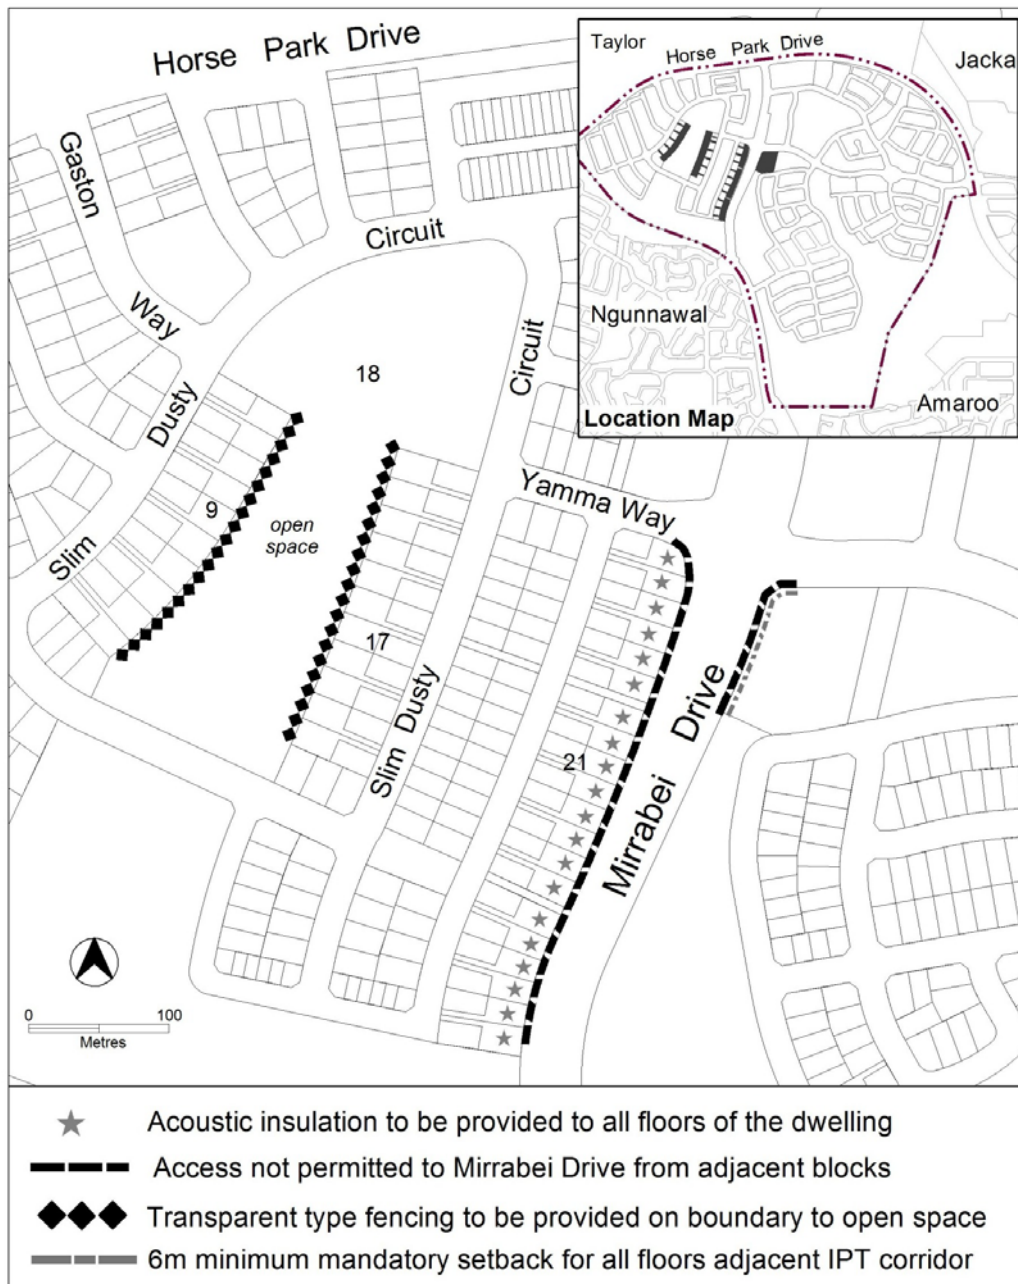 Horse Park Drive
Gaston
Way
Circuit
Circuit
18
Dusty
Slim
9
open
space
17
Slim Dusty
Yamma Way
21
Mirrabei Drive
0 100
Metres
Taylor
Horse Park Drive
Jacka
Ngunnawal
Amaroo
Location Map
Acoustic insulation to be provided to all floors of the dwelling
Access not permitted to Mirrabei Drive from adjacent blocks
Transparent type fencing to be provided on boundary to open space
6m minimum mandatory setback for all floors adjacent IPT corridor